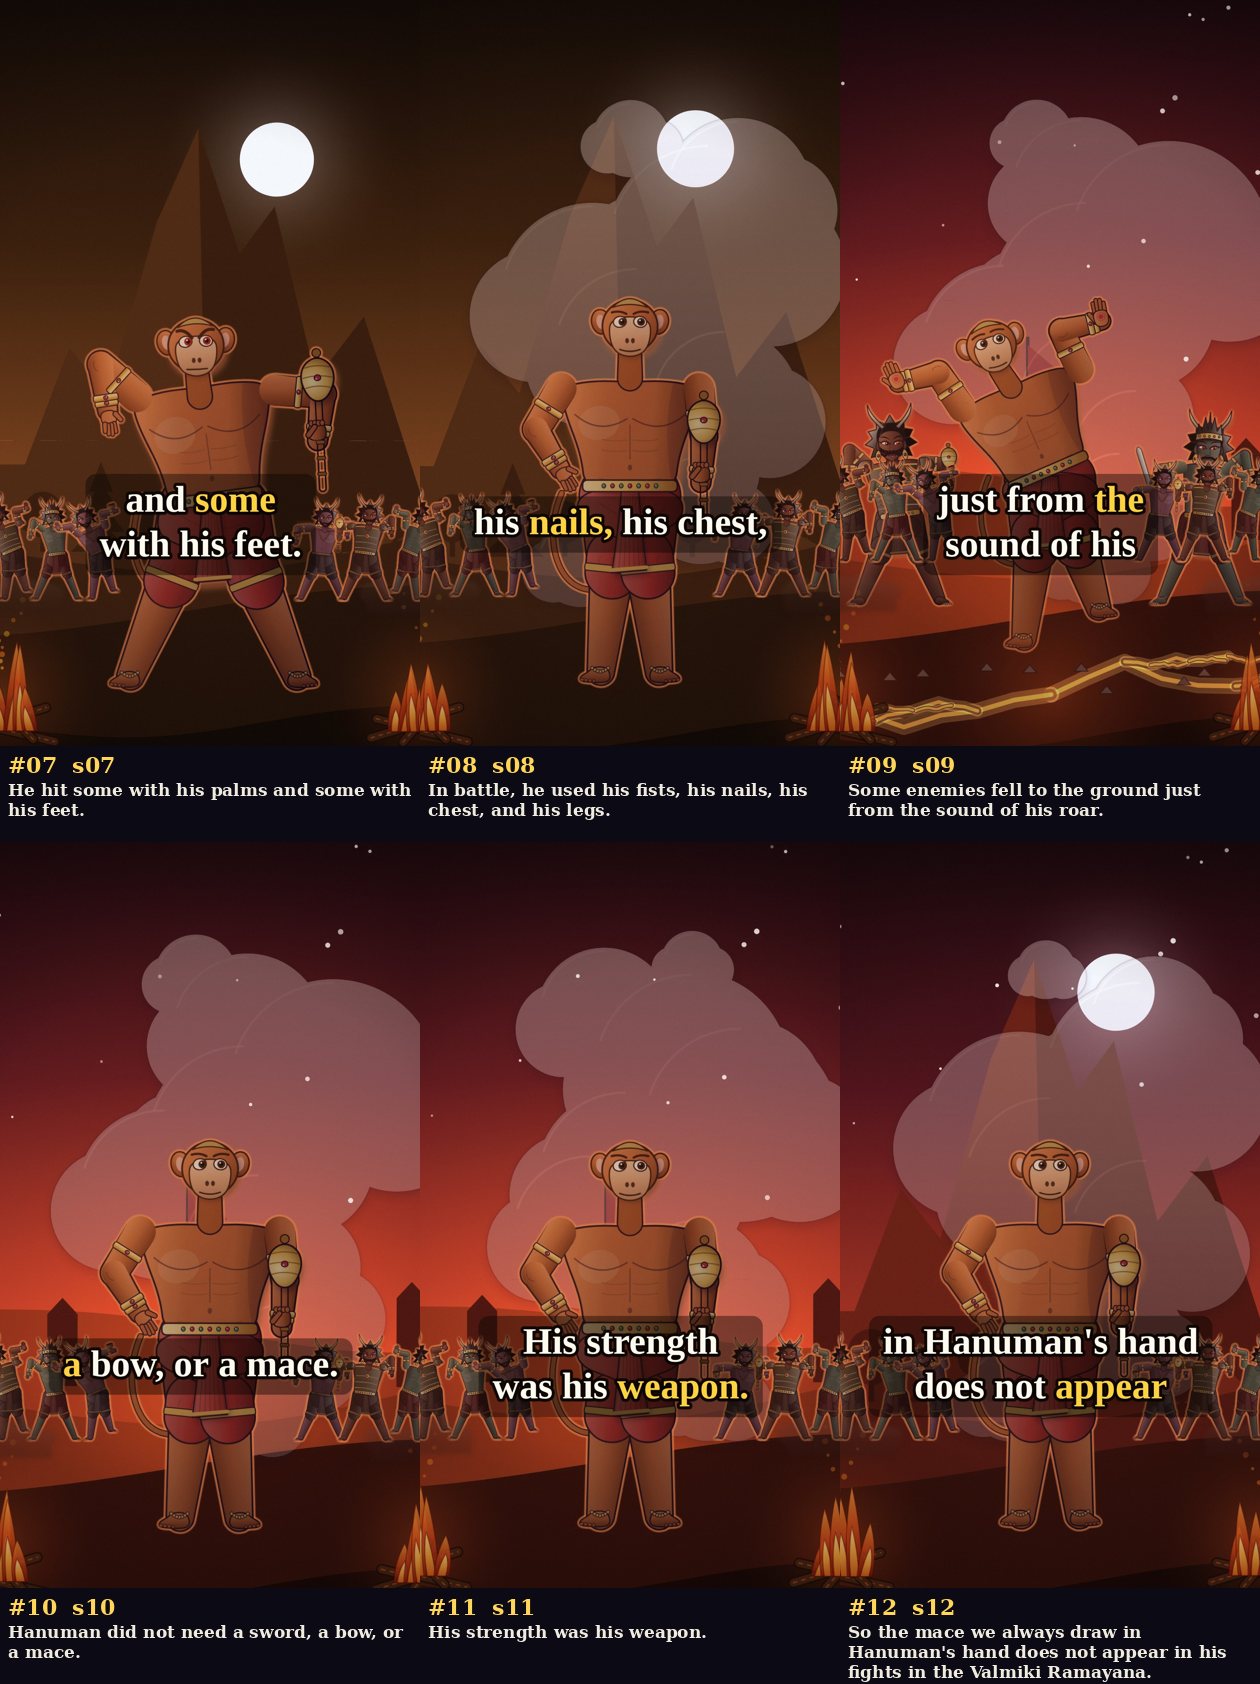 and some
with his feet.
his nails, his chest,
just from the
sound of his
#07 s07
He hit some with his palms and some with
his feet.
#08 s08
In battle, he used his fists, his nails, his
chest, and his legs.
#09 s09
Some enemies fell to the ground just
from the sound of his roar.
a bow, or a mace.
His strength
was his weapon.
in Hanuman's hand
does not appear
#10 s10
Hanuman did not need a sword, a bow, or
a mace.
#11 s11
His strength was his weapon.
#12 s12
So the mace we always draw in
Hanuman's hand does not appear in his
fights in the Valmiki Ramayana.